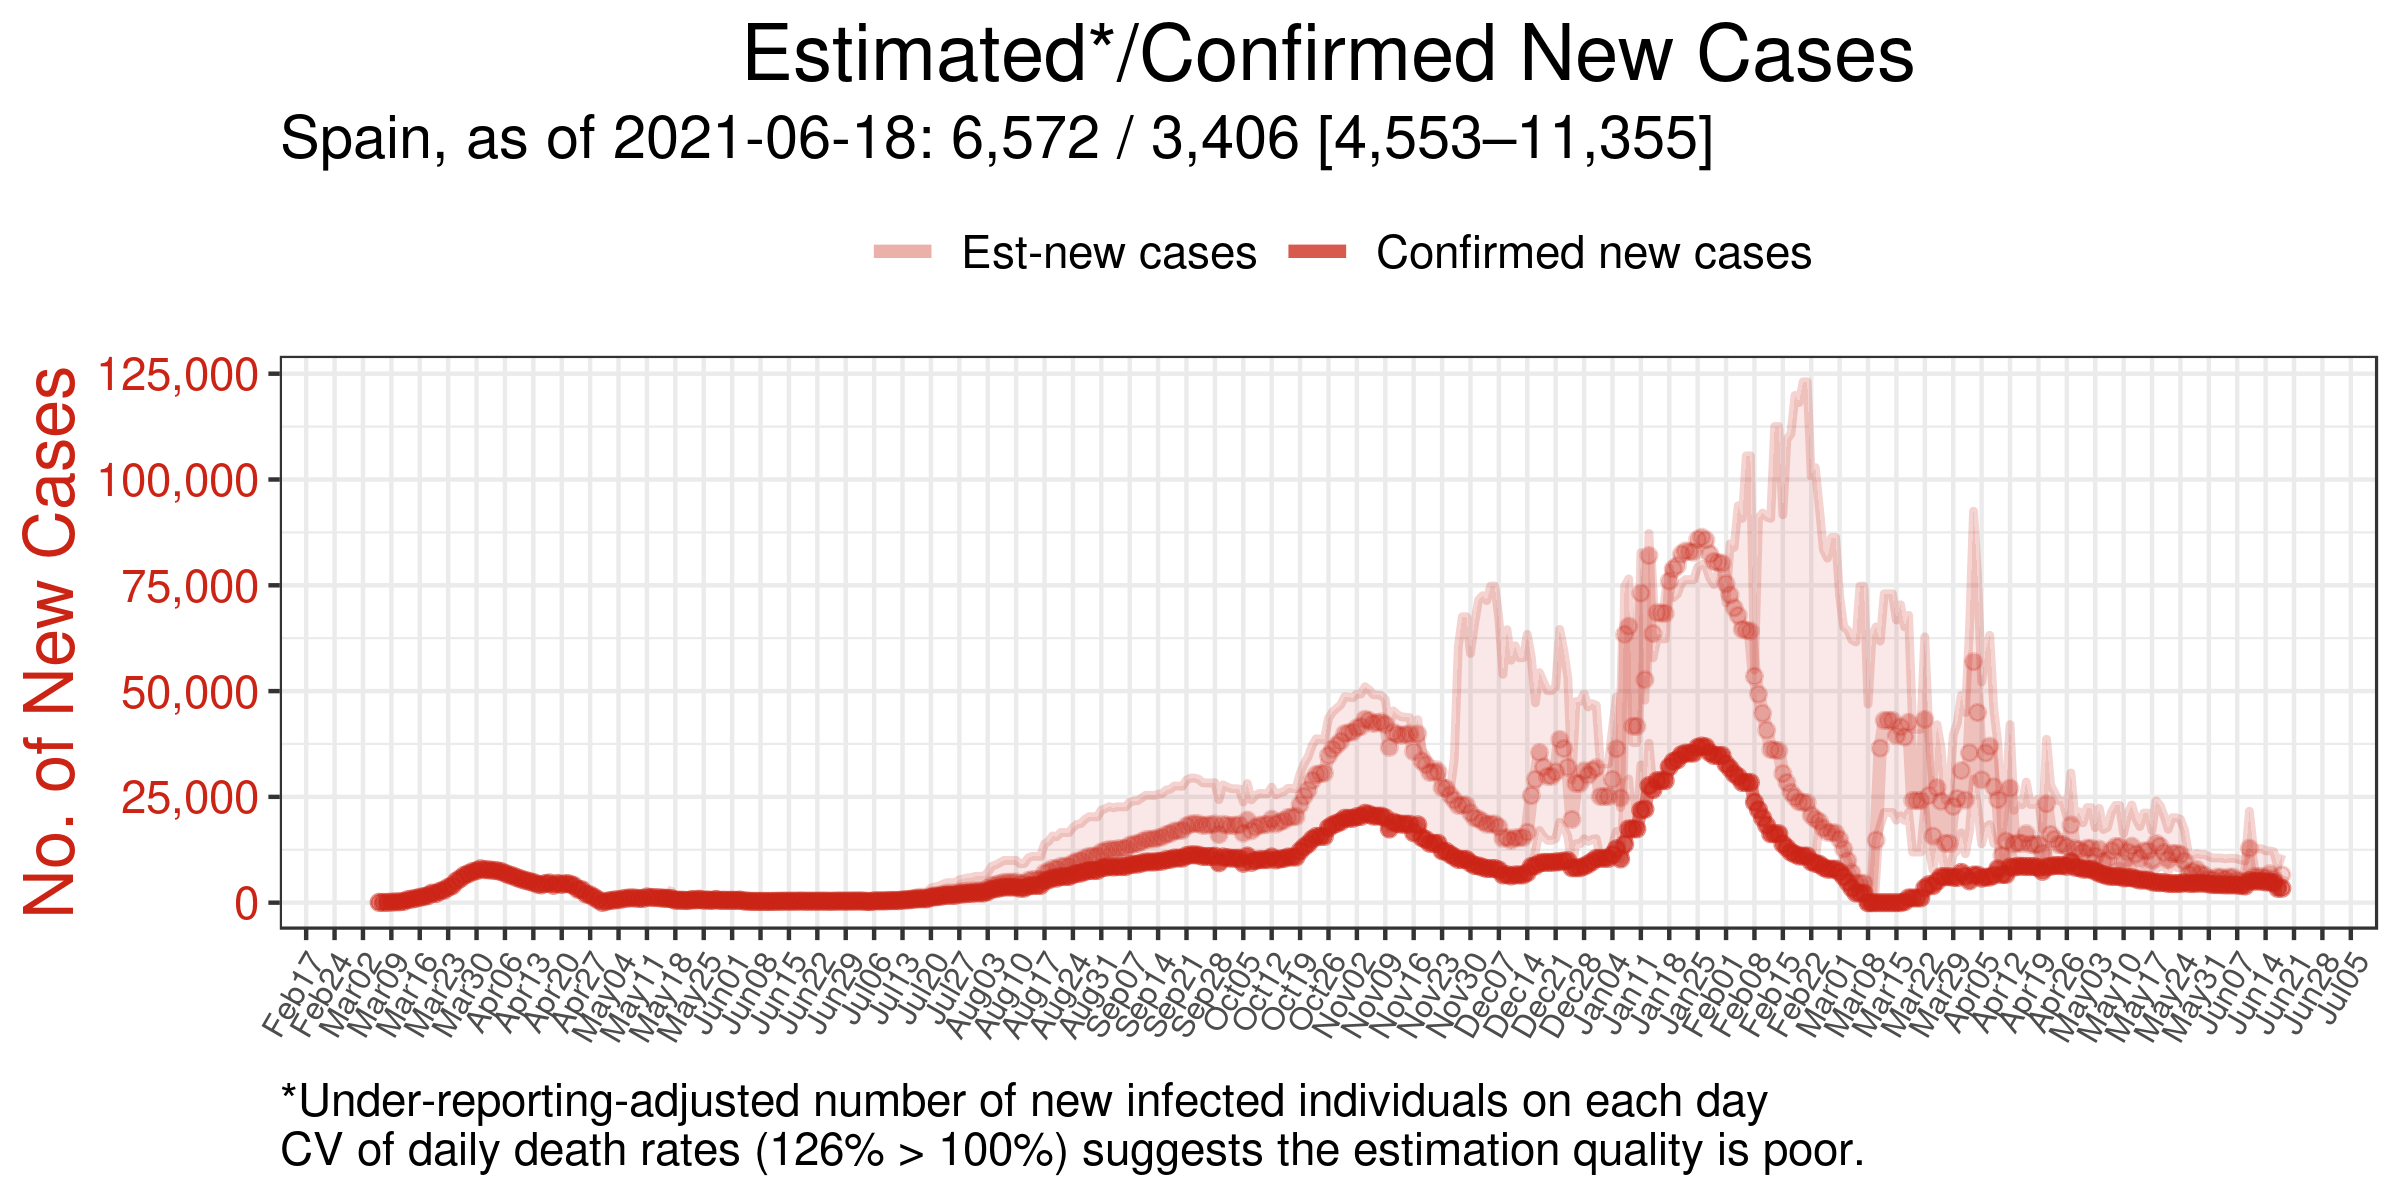 Estimated*/Confirmed New Cases
Spain, as of 2021-06-18: 6,572 / 3,406 [4,553–11,355]
Est-new cases
Confirmed new cases
No. of New Cases
125,000
100,000
75,000
50,000
25,000
0
Feb17
Feb24
Mar02
Mar09
Mar16
Mar23
Mar30
Apr06
Apr13
Apr20
Apr27
May04
May11
May18
May25
Jun01
Jun08
Jun15
Jun22
Jun29
Jul06
Jul13
Jul20
Jul27
Aug03
Aug10
Aug17
Aug24
Aug31
Sep07
Sep14
Sep21
Sep28
Oct05
Oct12
Oct19
Oct26
Nov02
Nov09
Nov16
Nov23
Nov30
Dec07
Dec14
Dec21
Dec28
Jan04
Jan11
Jan18
Jan25
Feb01
Feb08
Feb15
Feb22
Mar01
Mar08
Mar15
Mar22
Mar29
Apr05
Apr12
Apr19
Apr26
May03
May10
May17
May24
May31
Jun07
Jun14
Jun21
Jun28
Jul05
*Under-reporting-adjusted number of new infected individuals on each day
CV of daily death rates (126% > 100%) suggests the estimation quality is poor.